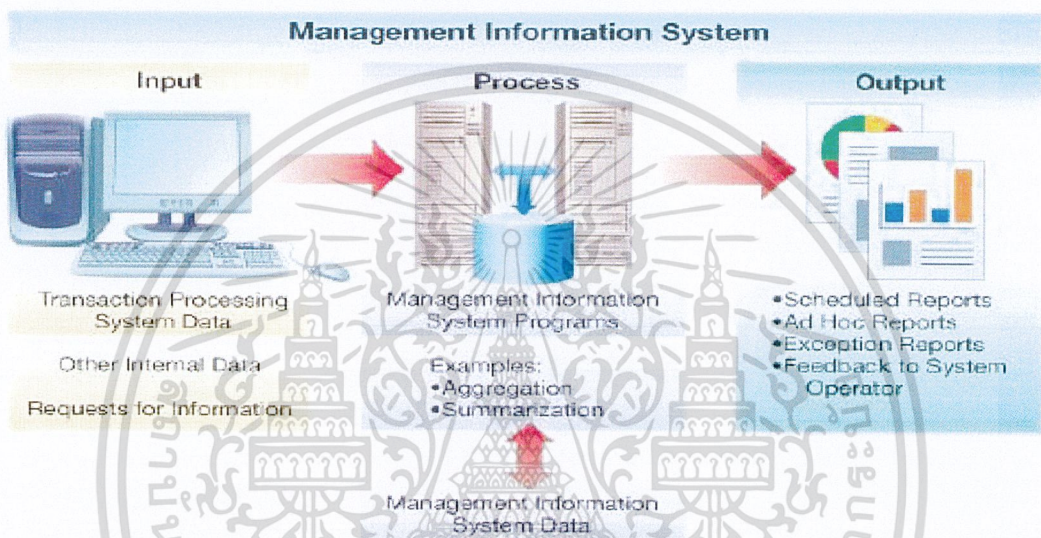 Management Information System
Input
Transaction Processing
System Data
Other Internal Data
Requests for Information
Process
Management Information
System Programs
Examples:
•Aggregation
•Summarization
Management Information
System Data
Output
•Scheduled Reports
•Ad Hoc Reports
•Exception Reports
•Feedback to System
Operator